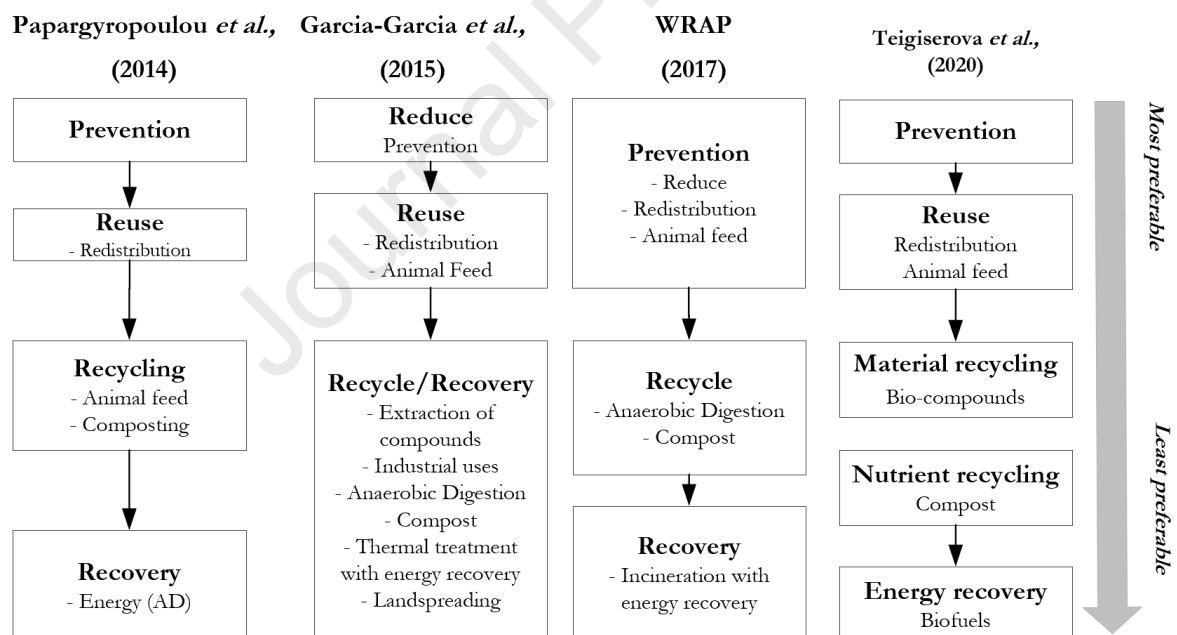 Papargyropoulou et al.,
(2014)
Prevention
Reuse
- Redistribution
Recycling
- Animal feed
- Composting
Recovery
- Energy (AD)
Garcia-Garcia et al.,
(2015)
Reduce
Prevention
Reuse
- Redistribution
- Animal Feed
Recycle/Recovery
- Extraction of
compounds
- Industrial uses
- Anaerobic Digestion
- Compost
- Thermal treatment
with energy recovery
- Landspreading
WRAP
(2017)
Prevention
- Reduce
- Redistribution
- Animal feed
Recycle
- Anaerobic Digestion
- Compost
Recovery
- Incineration with
energy recovery
Teigiserova et al.,
(2020)
Prevention
Reuse
Redistribution
Animal feed
Material recycling
Bio-compounds
Nutrient recycling
Compost
Energy recovery
Biofuels
Most preferable
Least preferable
Journal P